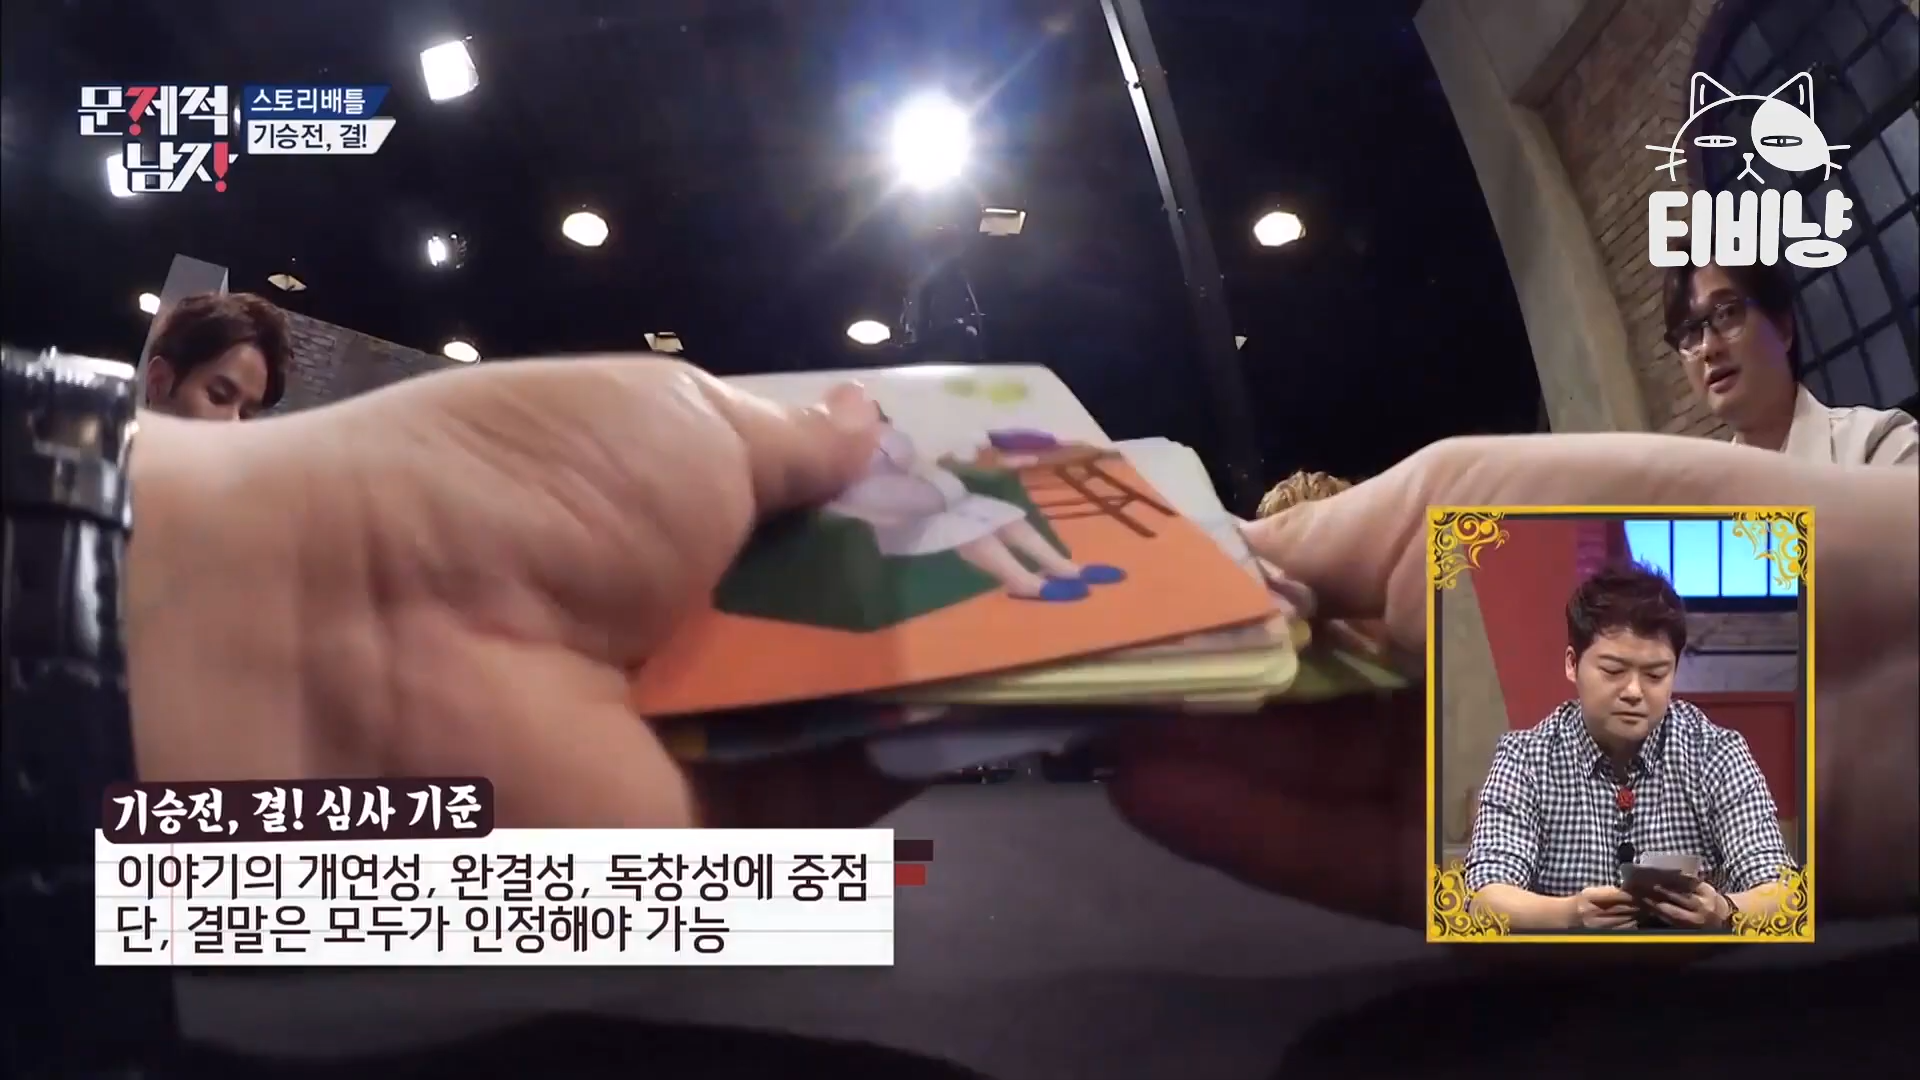 문제적
남자
스토리배틀
기승전, 결!
티비냥
기승전, 결! 심사 기준
이야기의 개연성, 완결성, 독창성에 중점
단, 결말은 모두가 인정해야 가능